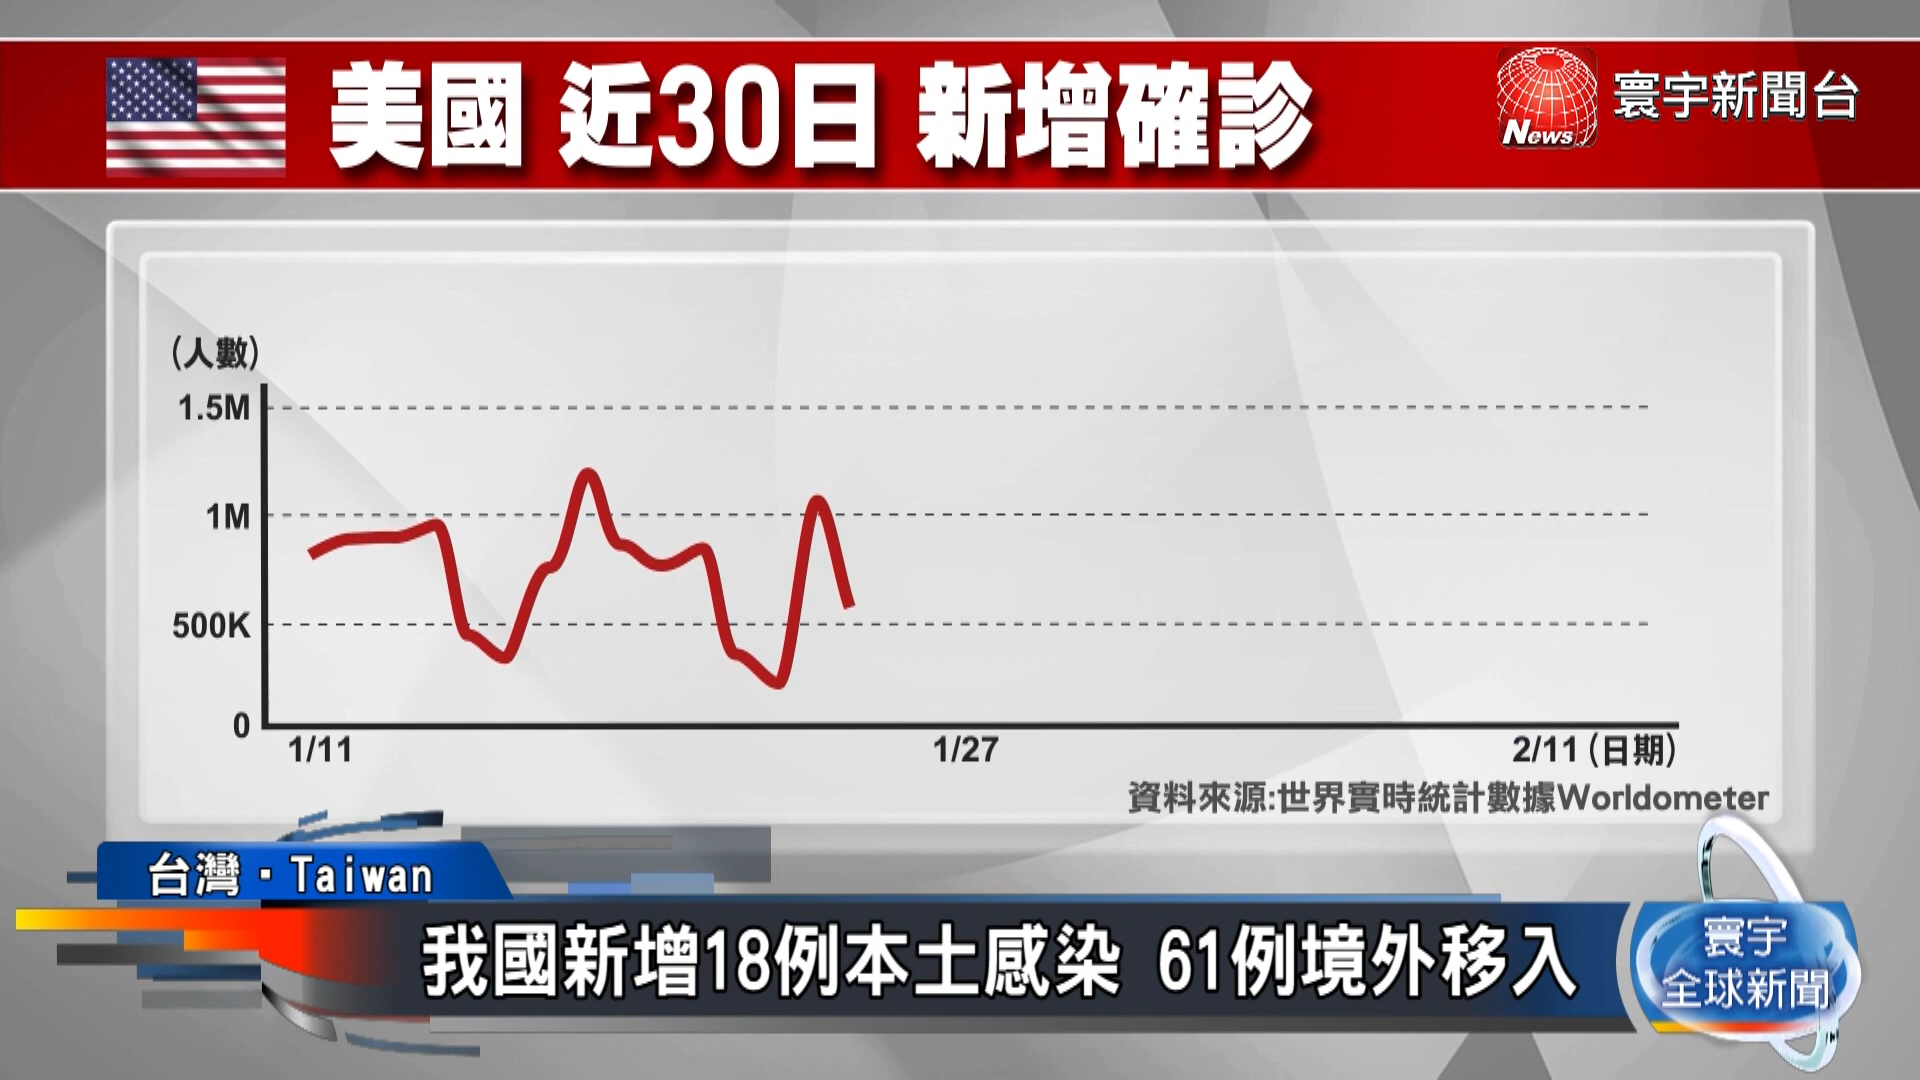 美國 近30日 新增確診
News
寰宇新聞台
(人數)
1.5M
1M
500K
0
1/11
1/27
2/11 (日期)
資料來源:世界實時統計數據Worldometer
台灣·Taiwan
我國新增18例本土感染 61例境外移入
寰宇
全球新聞